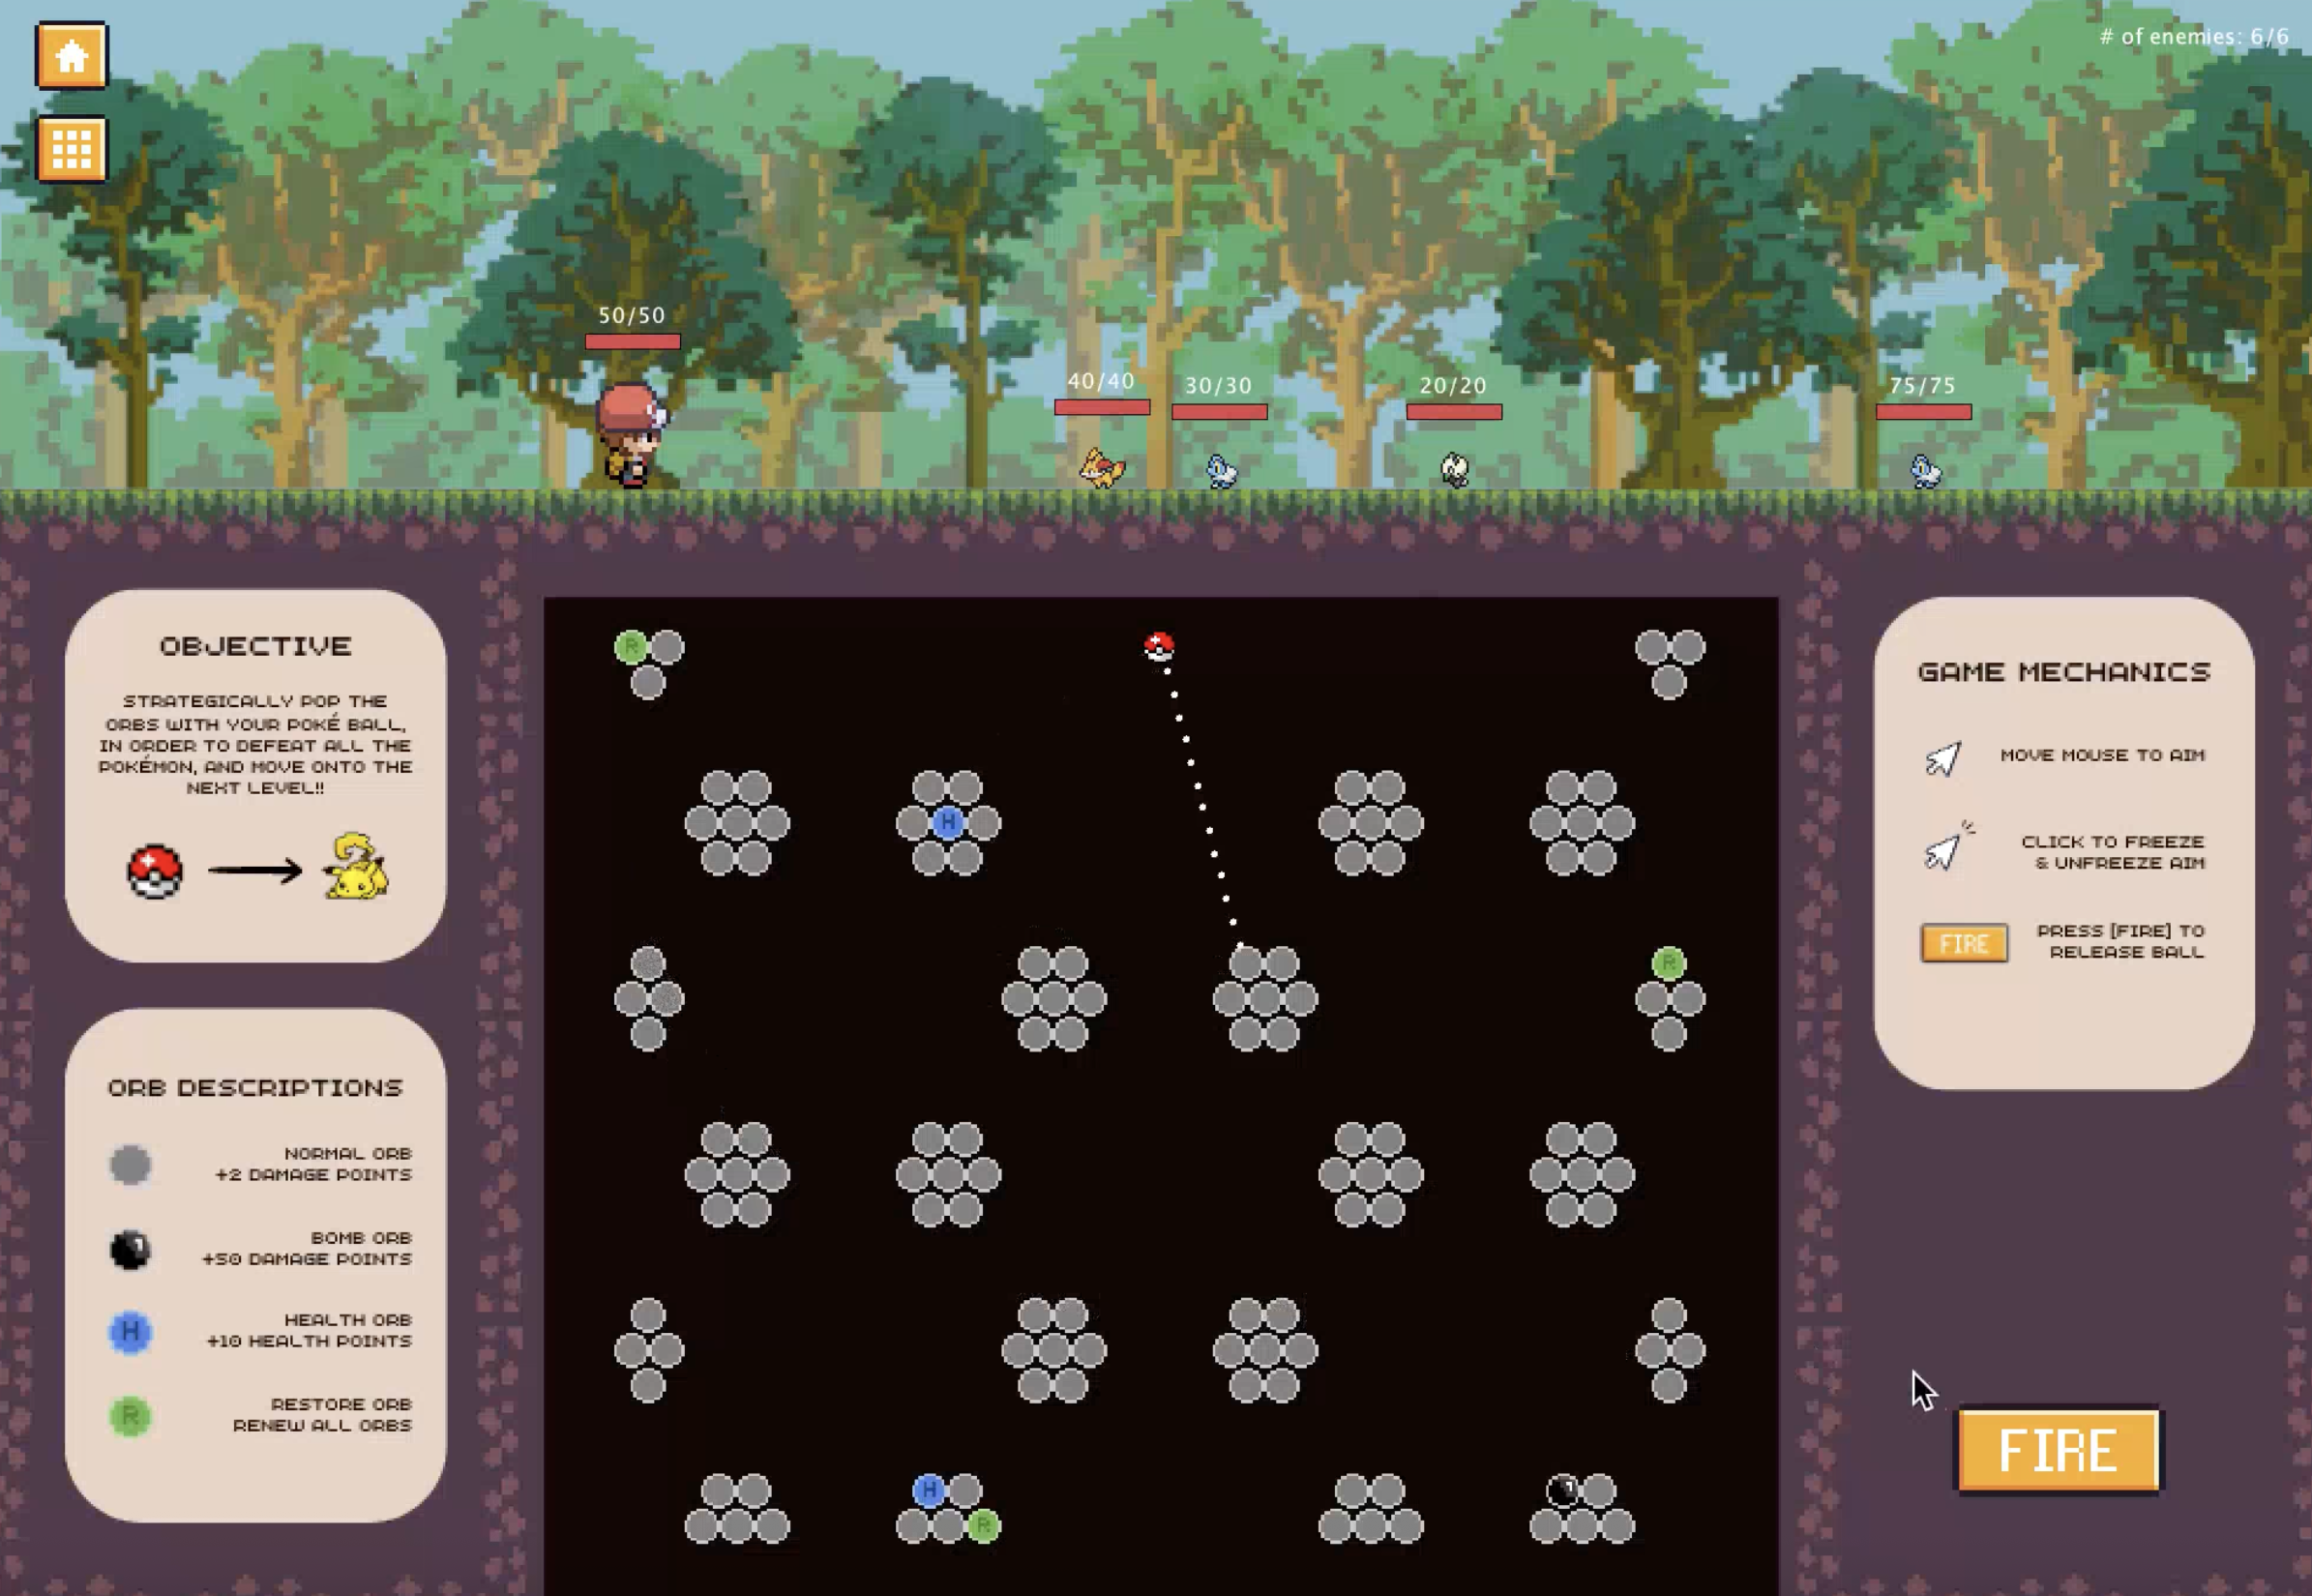 # of enemies: 6/6
50/50
40/40
30/30
20/20
75/75
OBJECTIVE
STRATEGICALLY POP THE
ORBS WITH YOUR POKÉ BALL,
IN ORDER TO DEFEAT ALL THE
POKÉMON, AND MOVE ONTO THE
NEXT LEVEL!!
ORB DESCRIPTIONS
NORMAL ORB
+2 DAMAGE POINTS
BOMB ORB
+50 DAMAGE POINTS
H
HEALTH ORB
+10 HEALTH POINTS
R
RESTORE ORB
RENEW ALL ORBS
R
H
R
H
R
GAME MECHANICS
MOVE MOUSE TO AIM
CLICK TO FREEZE
& UNFREEZE AIM
FIRE
PRESS [FIRE] TO
RELEASE BALL
FIRE